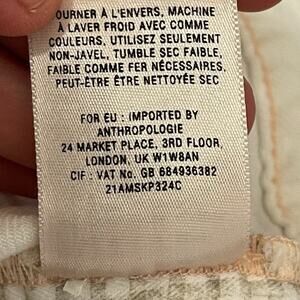 TOURNER À L'ENVERS, MACHINE
À LAVER FROID AVEC COMME
COULEURS, UTILISEZ SEULEMENT
NON-JAVEL, TUMBLE SEC FAIBLE,
FAIBLE COMME FER NÉCESSAIRES.
PEUT-ÊTRE ÊTRE NETTOYÉE SEC
FOR EU : IMPORTED BY
ANTHROPOLOGIE
24 MARKET PLACE, 3RD FLOOR,
LONDON, UK W1W8AN
CIF : VAT No. GB 684936382
21AMSKP324C